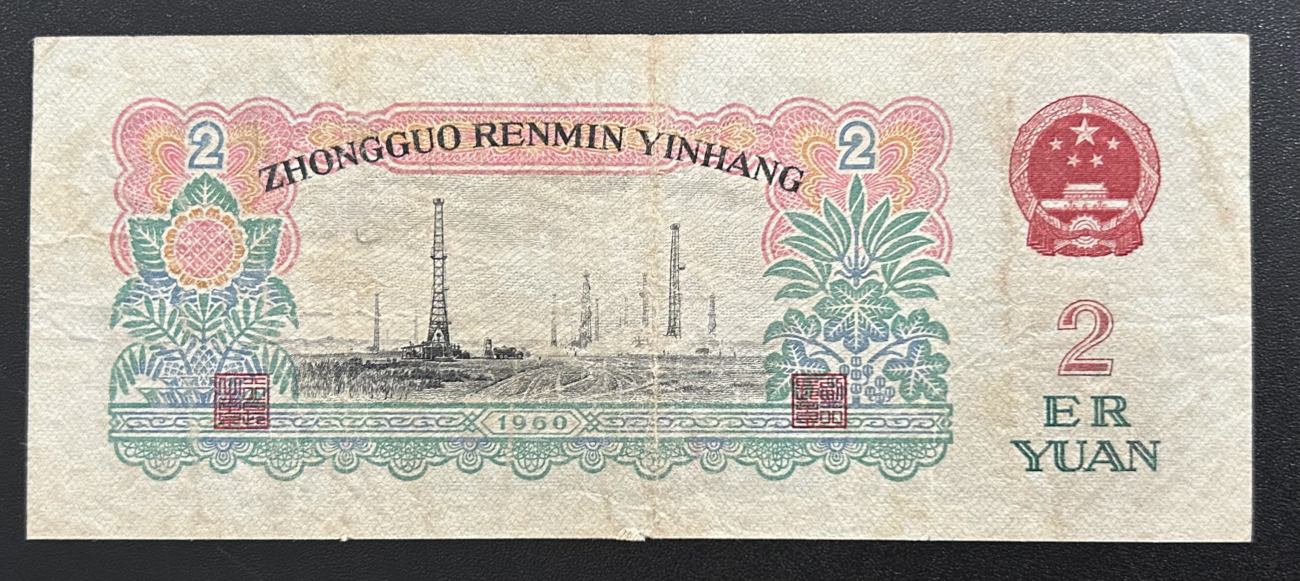 2
ZHONGGUO RENMIN YINHANG
2
1960
2
ER
YUAN